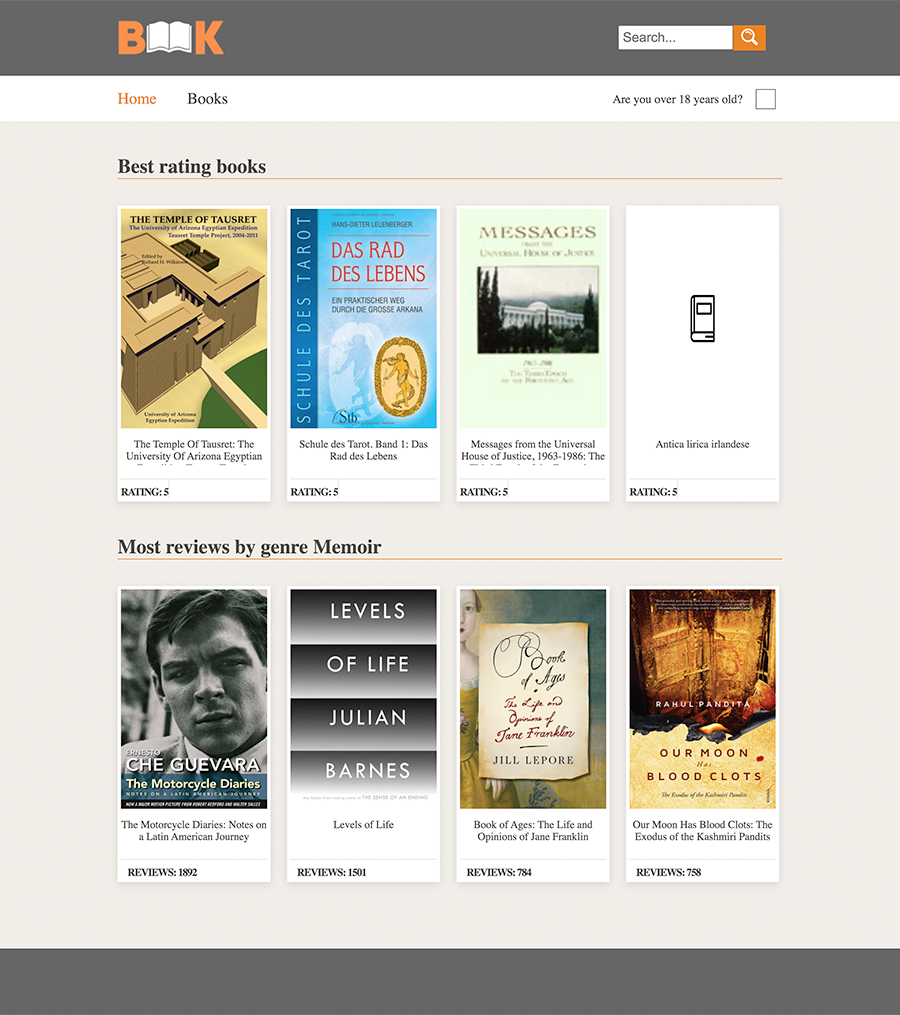 BOOK
Search...
Home
Books
Are you over 18 years old?
Best rating books
THE TEMPLE OF TAUSRET
The University of Arizona Egyptian Expedition
Tausret Temple Project, 2004-2011
Edited by
Richard H. Wilkinson
University of Arizona
Egyptian Expedition
The Temple Of Tausret: The
University Of Arizona Egyptian
RATING: 5
SCHULE DES TAROT
HANS-DIETER LEUENBERGER
DAS RAD
DES LEBENS
EIN PRAKTISCHER WEG
DURCH DIE GROSSE ARKANA
Schule des Tarot. Band 1: Das
Rad des Lebens
RATING: 5
MESSAGES
FROM THE
UNIVERSAL HOUSE OF JUSTICE
1963-1986
THE THIRD EPOCH
OF THE FORMATIVE AGE
Messages from the Universal
House of Justice, 1963-1986: The
RATING: 5
Antica lirica irlandese
RATING: 5
Most reviews by genre Memoir
ERNESTO
CHE GUEVARA
The Motorcycle Diaries
NOTES ON A LATIN AMERICAN JOURNEY
NOW A MAJOR MOTION PICTURE FROM ROBERT REDFORD AND WALTER SALLES
The Motorcycle Diaries: Notes on
a Latin American Journey
REVIEWS: 1892
LEVELS
OF LIFE
JULIAN
BARNES
THE SENSE OF AN ENDING
Levels of Life
REVIEWS: 1501
Book
of Ages
The Life and
Opinions of
Jane Franklin
JILL LEPORE
Book of Ages: The Life and
Opinions of Jane Franklin
REVIEWS: 784
RAHUL PANDITA
OUR MOON
Has
BLOOD CLOTS
The Exodus of the Kashmiri Pandits
Our Moon Has Blood Clots: The
Exodus of the Kashmiri Pandits
REVIEWS: 758